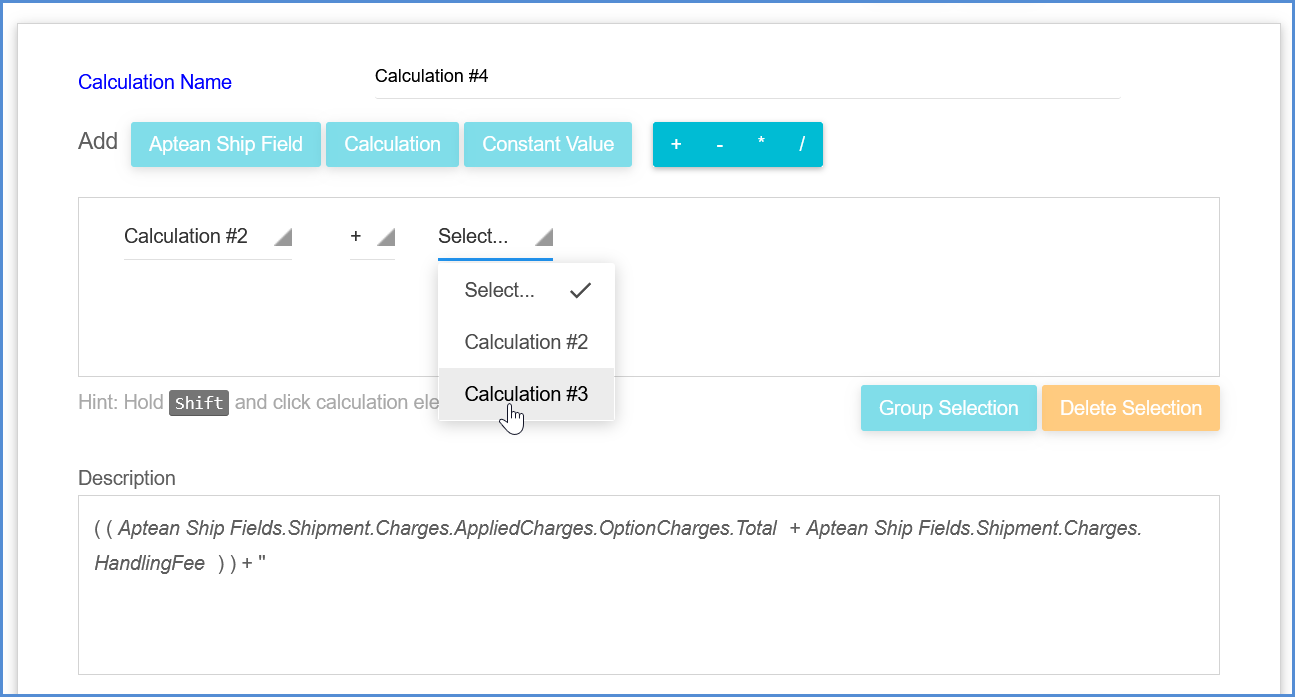 Calculation Name Calculation #4
Add Aptean Ship Field Calculation Constant Value + - * /
Calculation #2 + Select...
Select...
Calculation #2
Calculation #3
Hint: Hold Shift and click calculation ele
Group Selection Delete Selection
Description
( ( Aptean Ship Fields.Shipment.Charges.AppliedCharges.OptionCharges.Total + Aptean Ship Fields.Shipment.Charges.
HandlingFee ) ) + "